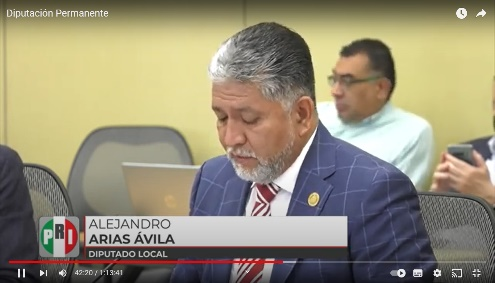 Diputación Permanente
PRI
ALEJANDRO
ARIAS ÁVILA
DIPUTADO LOCAL
42:20 / 1:13:41